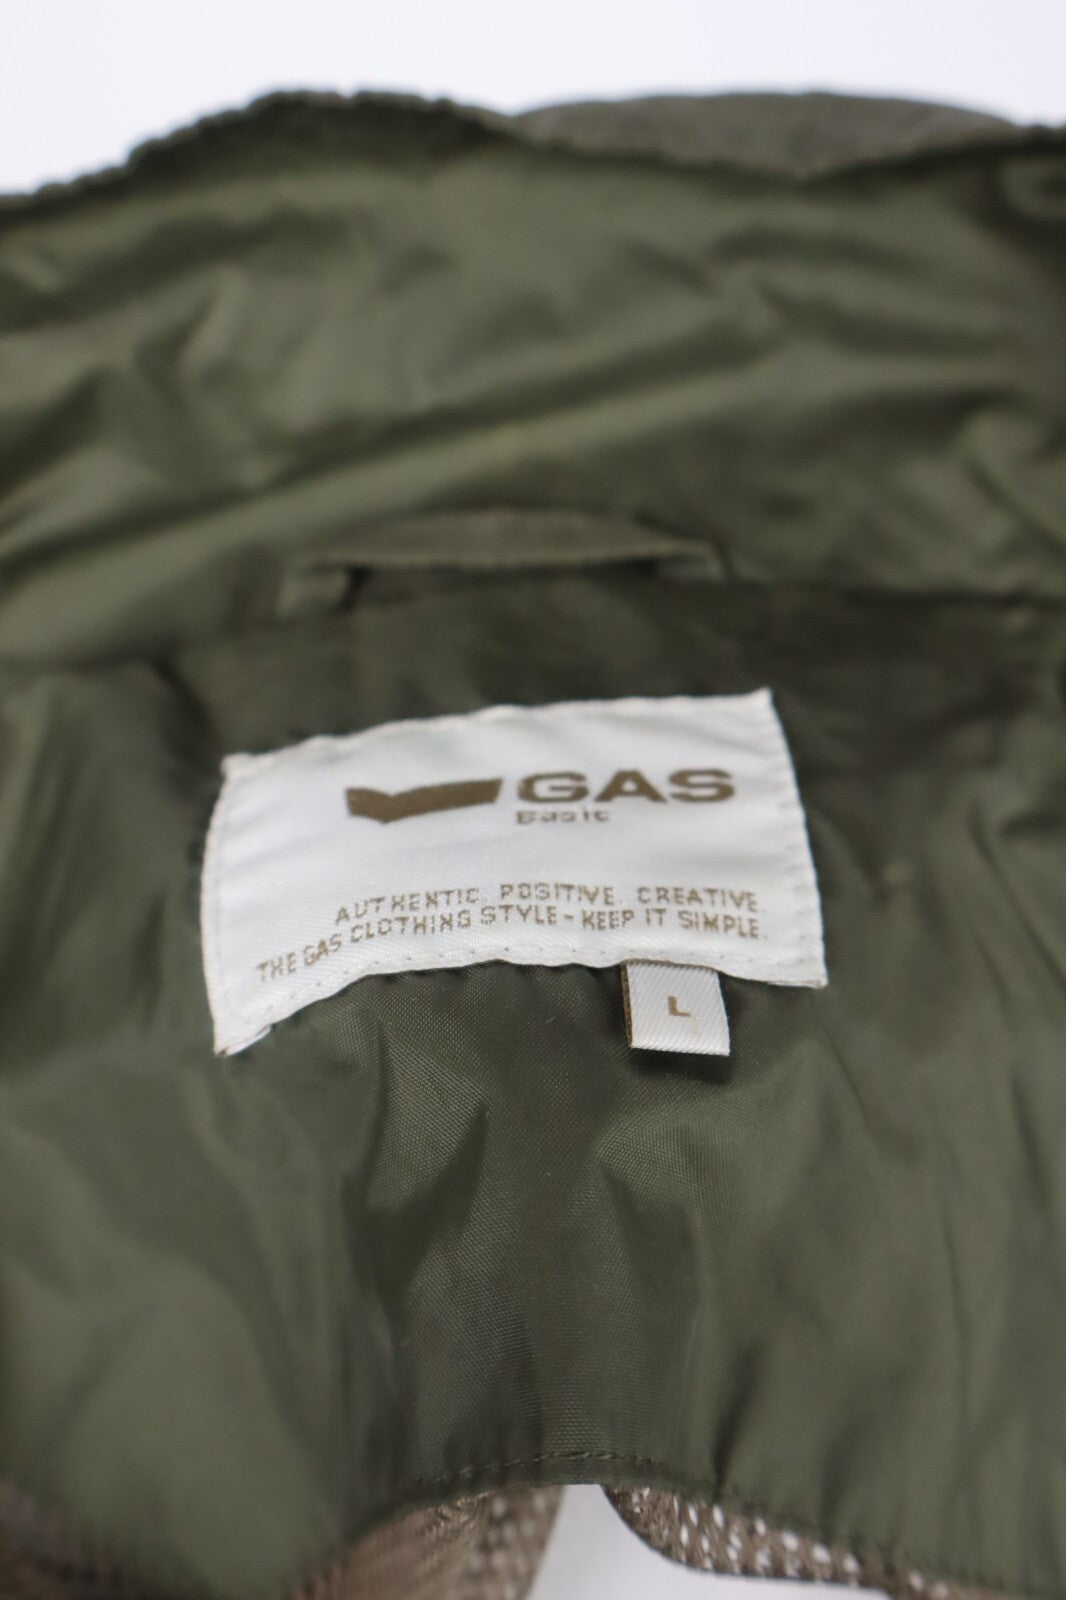 GAS
Basic
AUTHENTIC. POSITIVE. CREATIVE.
THE GAS CLOTHING STYLE - KEEP IT SIMPLE.
L